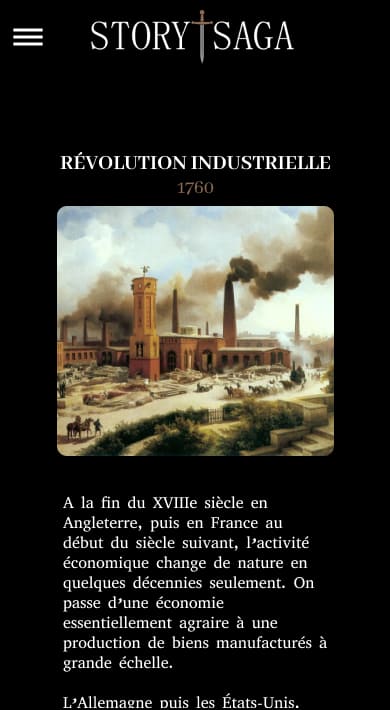 STORY SAGA
RÉVOLUTION INDUSTRIELLE
1760
A la fin du XVIIIe siècle en
Angleterre, puis en France au
début du siècle suivant, l’activité
économique change de nature en
quelques décennies seulement. On
passe d’une économie
essentiellement agraire à une
production de biens manufacturés à
grande échelle.
L’Allemagne puis les États-Unis,